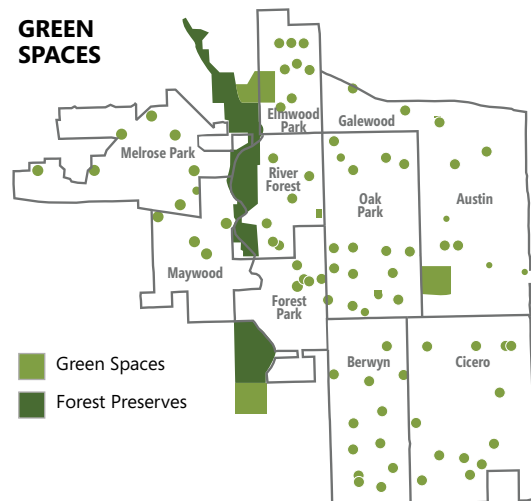 GREEN
SPACES
Elmwood
Park
Galewood
Melrose Park
River
Forest
Oak
Park
Austin
Maywood
Forest
Park
Berwyn
Cicero
Green Spaces
Forest Preserves